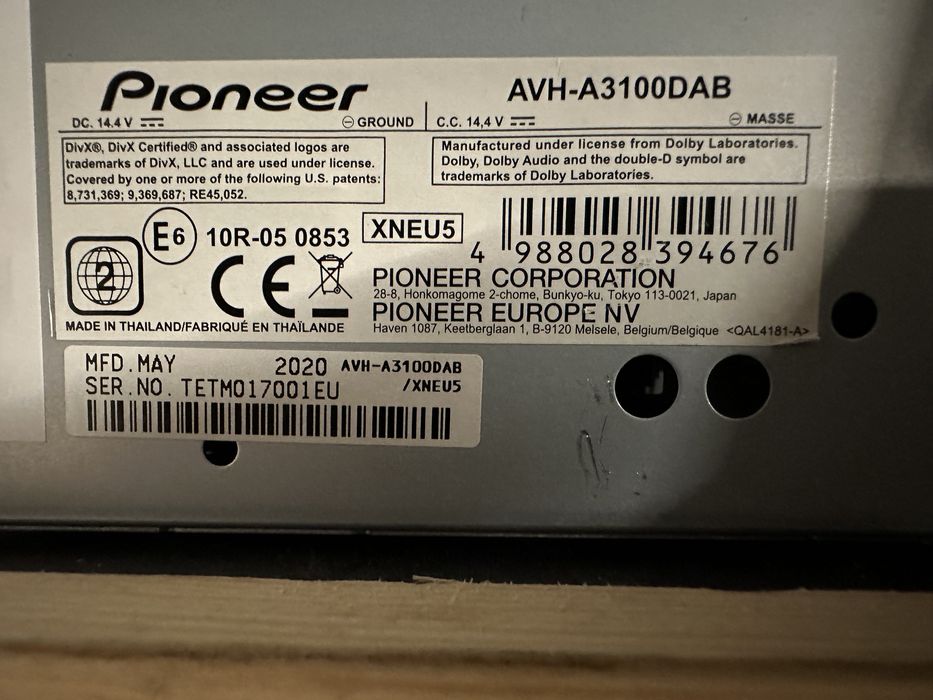 Pioneer
AVH-A3100DAB
DC. 14.4 V ⊖ GROUND
C.C. 14,4 V ⊖ MASSE
DivX®, DivX Certified® and associated logos are
trademarks of DivX, LLC and are used under license.
Covered by one or more of the following U.S. patents:
8,731,369; 9,369,687; RE45,052.
Manufactured under license from Dolby Laboratories.
Dolby, Dolby Audio and the double-D symbol are
trademarks of Dolby Laboratories.
E6 10R-05 0853 XNEU5
4 988028 394676
2
CE
PIONEER CORPORATION
28-8, Honkomagome 2-chome, Bunkyo-ku, Tokyo 113-0021, Japan
PIONEER EUROPE NV
Haven 1087, Keetberglaan 1, B-9120 Melsele, Belgium/Belgique <QAL4181-A>
MADE IN THAILAND/FABRIQUÉ EN THAÏLANDE
MFD.MAY 2020 AVH-A3100DAB
SER.NO. TETM017001EU /XNEU5